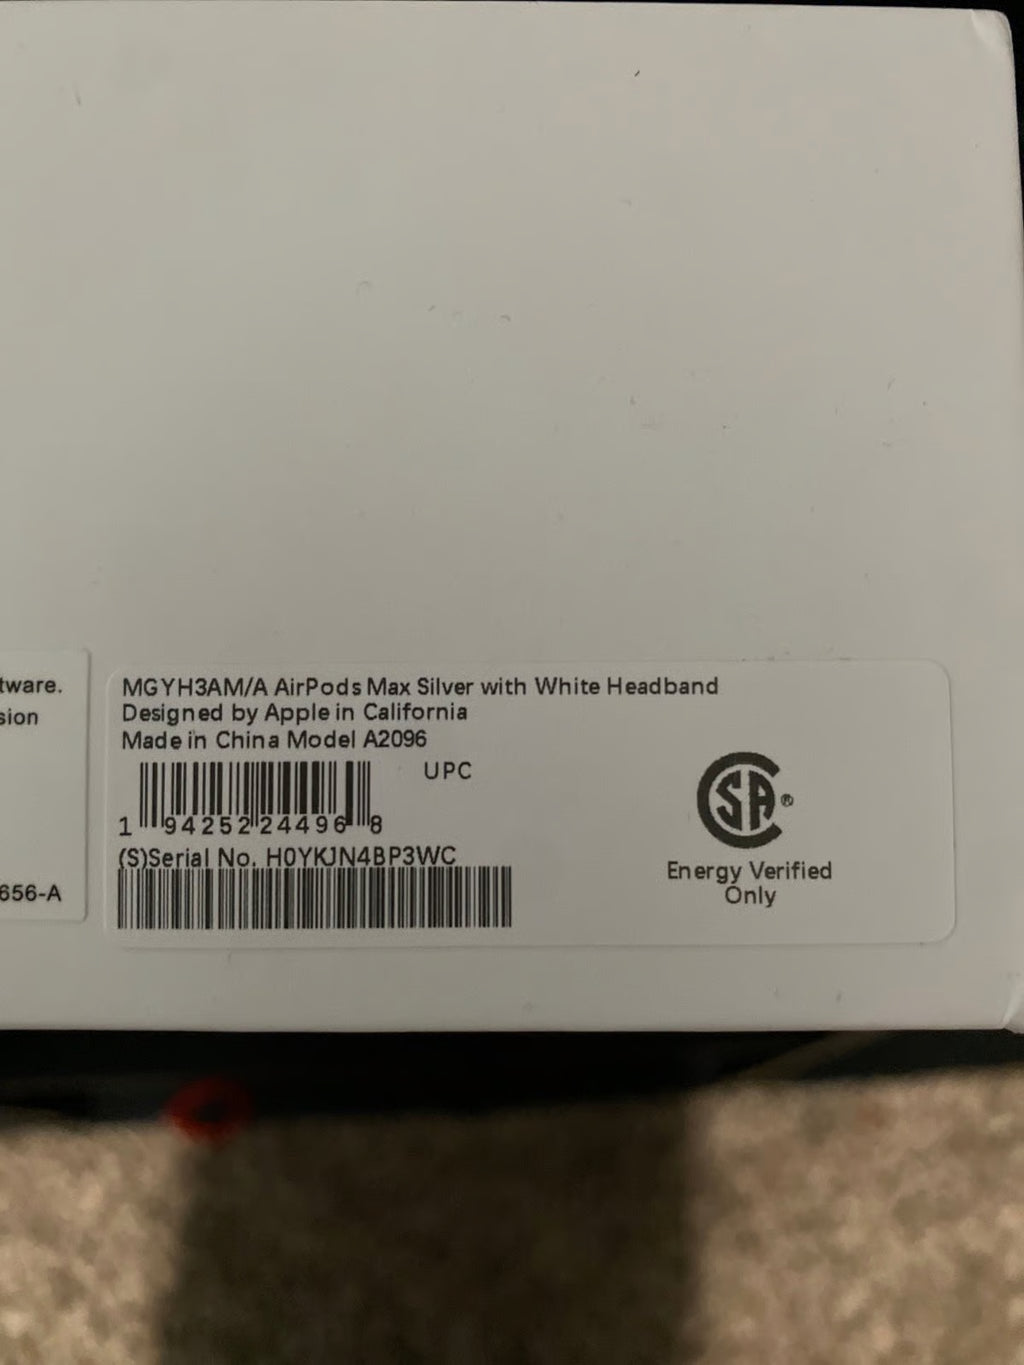 tware.
sion
656-A
MGYH3AM/A AirPods Max Silver with White Headband
Designed by Apple in California
Made in China Model A2096
UPC
1 94252 24496 8
(S)Serial No. H0YKJN4BP3WC
SA®
Energy Verified
Only